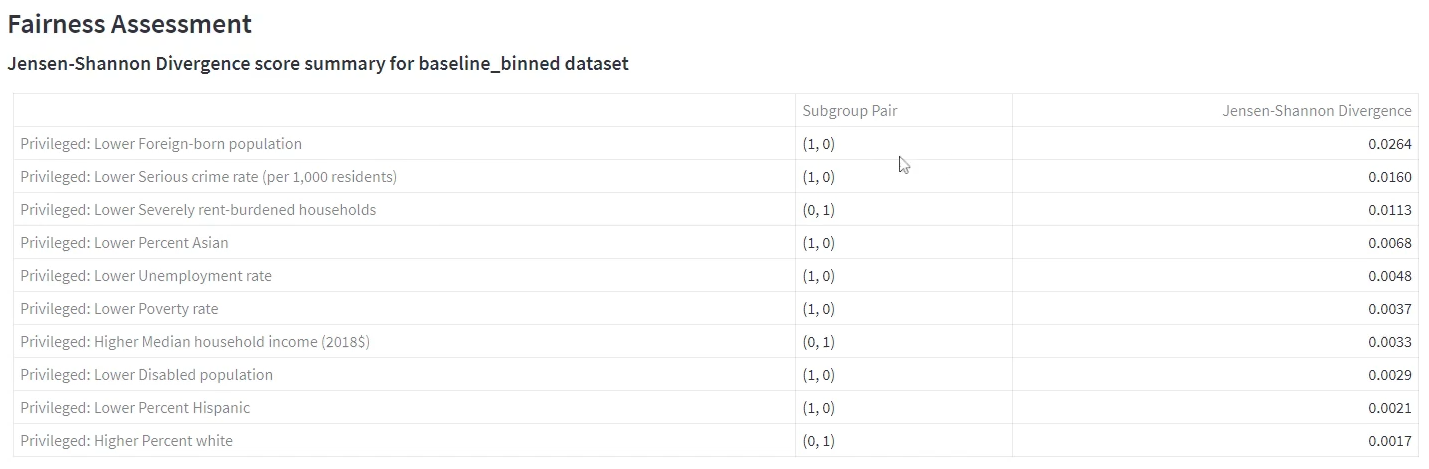 Fairness Assessment
Jensen-Shannon Divergence score summary for baseline_binned dataset
Subgroup Pair Jensen-Shannon Divergence
Privileged: Lower Foreign-born population (1, 0) 0.0264
Privileged: Lower Serious crime rate (per 1,000 residents) (1, 0) 0.0160
Privileged: Lower Severely rent-burdened households (0, 1) 0.0113
Privileged: Lower Percent Asian (1, 0) 0.0068
Privileged: Lower Unemployment rate (1, 0) 0.0048
Privileged: Lower Poverty rate (1, 0) 0.0037
Privileged: Higher Median household income (2018$) (0, 1) 0.0033
Privileged: Lower Disabled population (1, 0) 0.0029
Privileged: Lower Percent Hispanic (1, 0) 0.0021
Privileged: Higher Percent white (0, 1) 0.0017